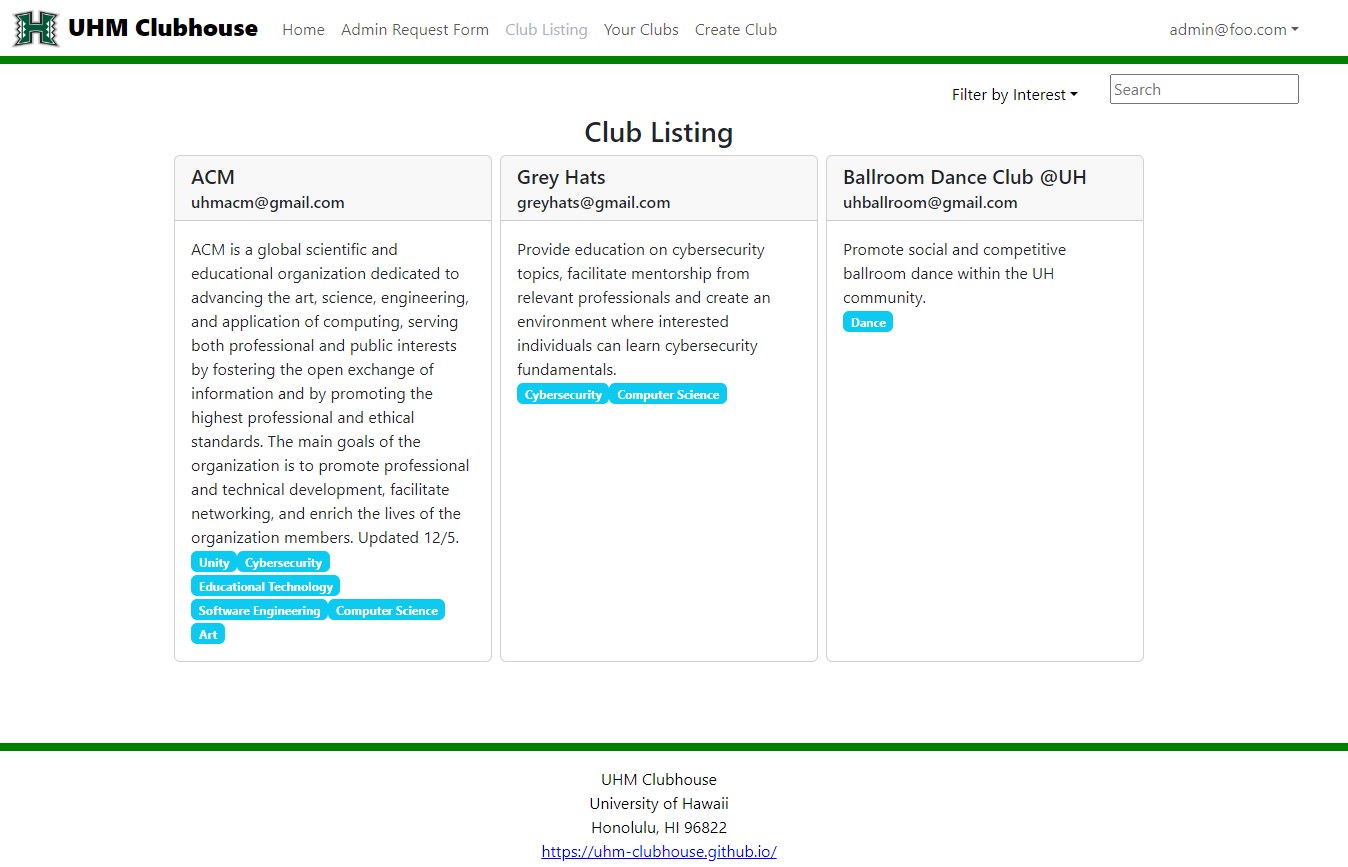 UHM Clubhouse Home Admin Request Form Club Listing Your Clubs Create Club admin@foo.com
Filter by Interest Search
Club Listing
ACM
uhmacm@gmail.com
ACM is a global scientific and
educational organization dedicated to
advancing the art, science, engineering,
and application of computing, serving
both professional and public interests
by fostering the open exchange of
information and by promoting the
highest professional and ethical
standards. The main goals of the
organization is to promote professional
and technical development, facilitate
networking, and enrich the lives of the
organization members. Updated 12/5.
Unity Cybersecurity
Educational Technology
Software Engineering Computer Science
Art
Grey Hats
greyhats@gmail.com
Provide education on cybersecurity
topics, facilitate mentorship from
relevant professionals and create an
environment where interested
individuals can learn cybersecurity
fundamentals.
Cybersecurity Computer Science
Ballroom Dance Club @UH
uhballroom@gmail.com
Promote social and competitive
ballroom dance within the UH
community.
Dance
UHM Clubhouse
University of Hawaii
Honolulu, HI 96822
https://uhm-clubhouse.github.io/